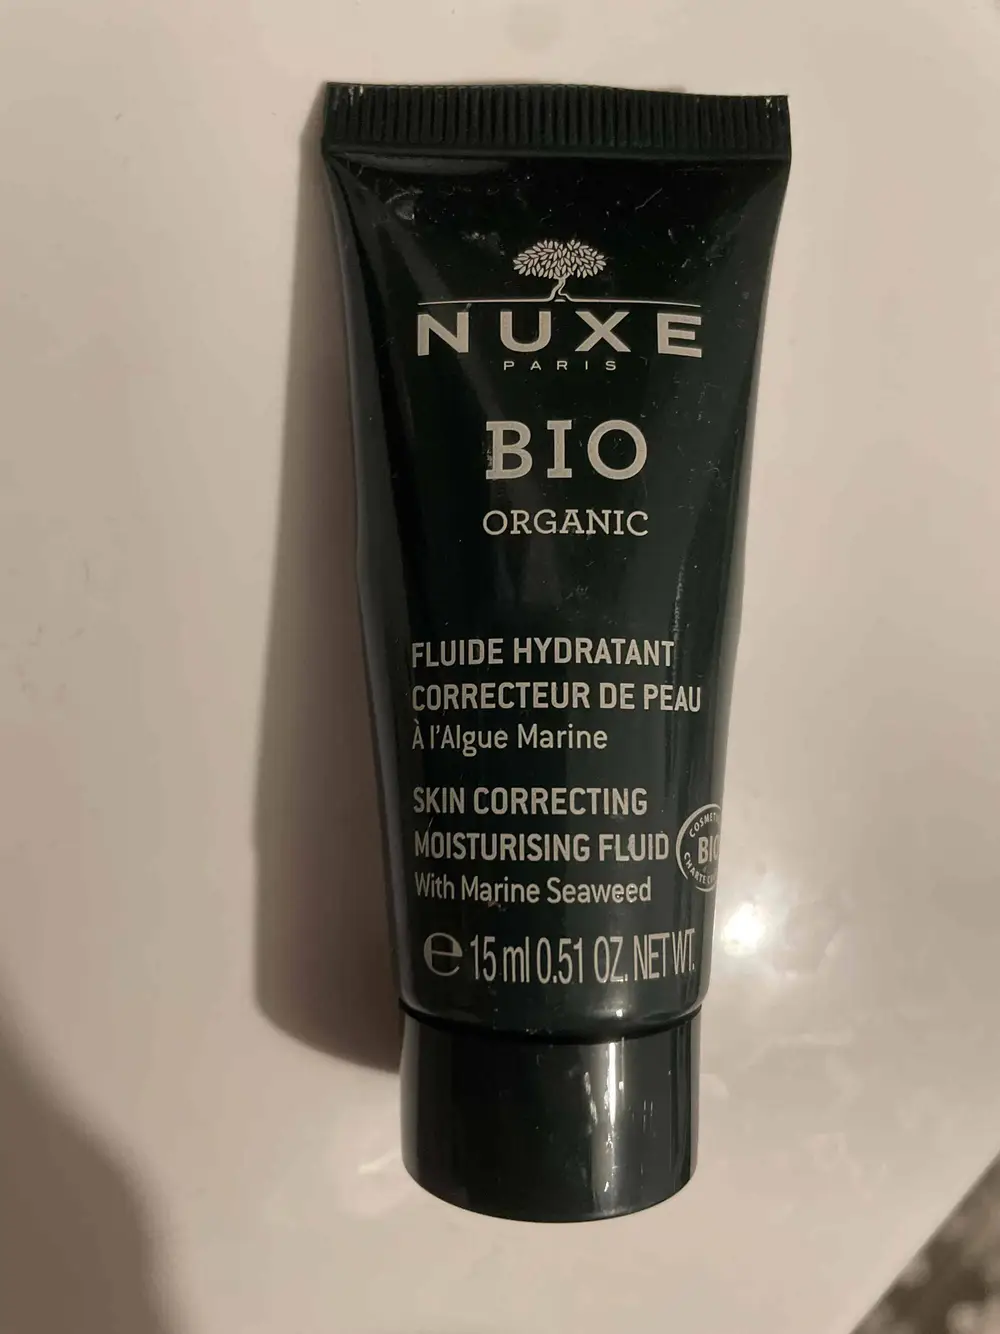 NUXE
PARIS
BIO
ORGANIC
FLUIDE HYDRATANT
CORRECTEUR DE PEAU
À l'Algue Marine
SKIN CORRECTING
MOISTURISING FLUID
With Marine Seaweed
BIO
e 15 ml 0.51 OZ. NET WT.